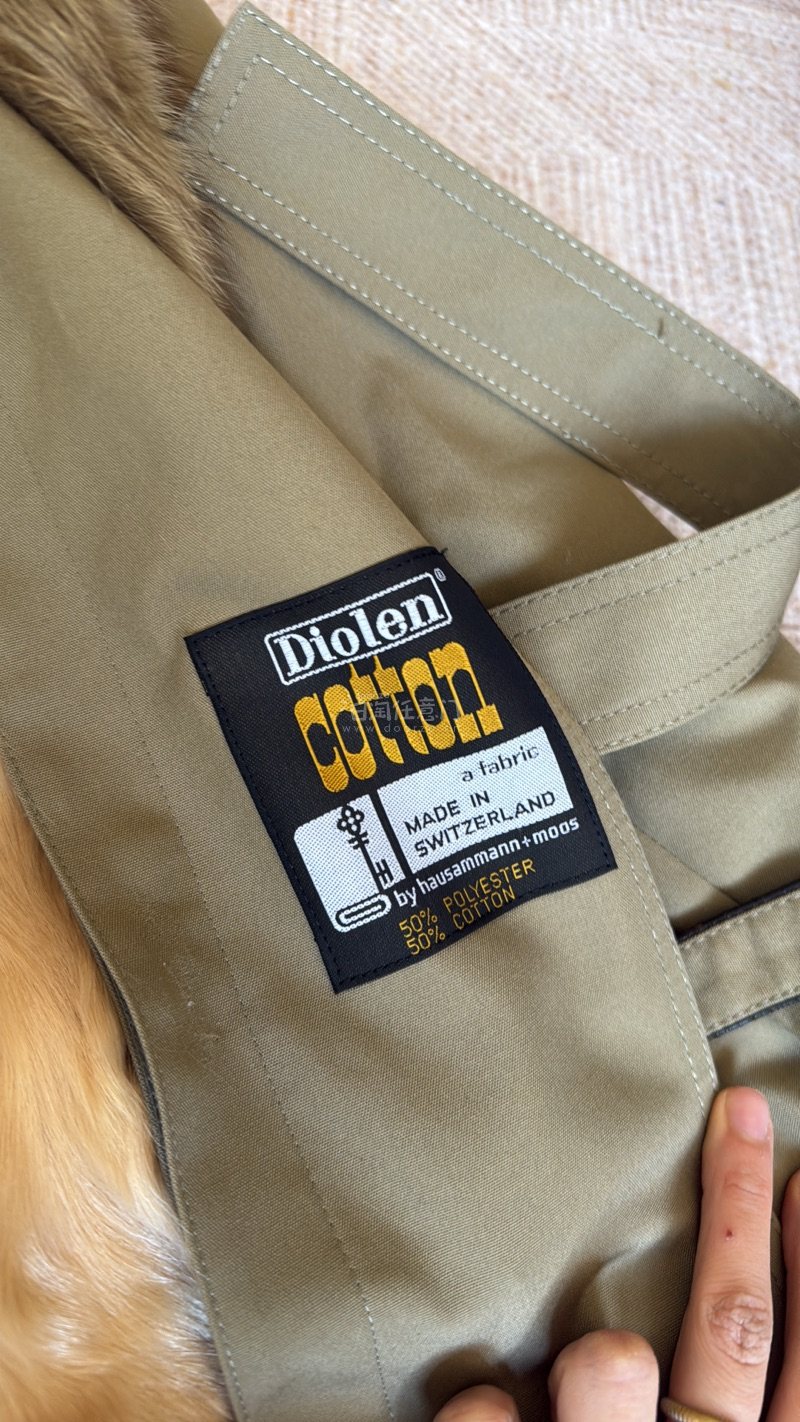 Diolen®
cotton
a fabric
MADE IN
SWITZERLAND
H
by hausammann+moos
50% POLYESTER
50% COTTON